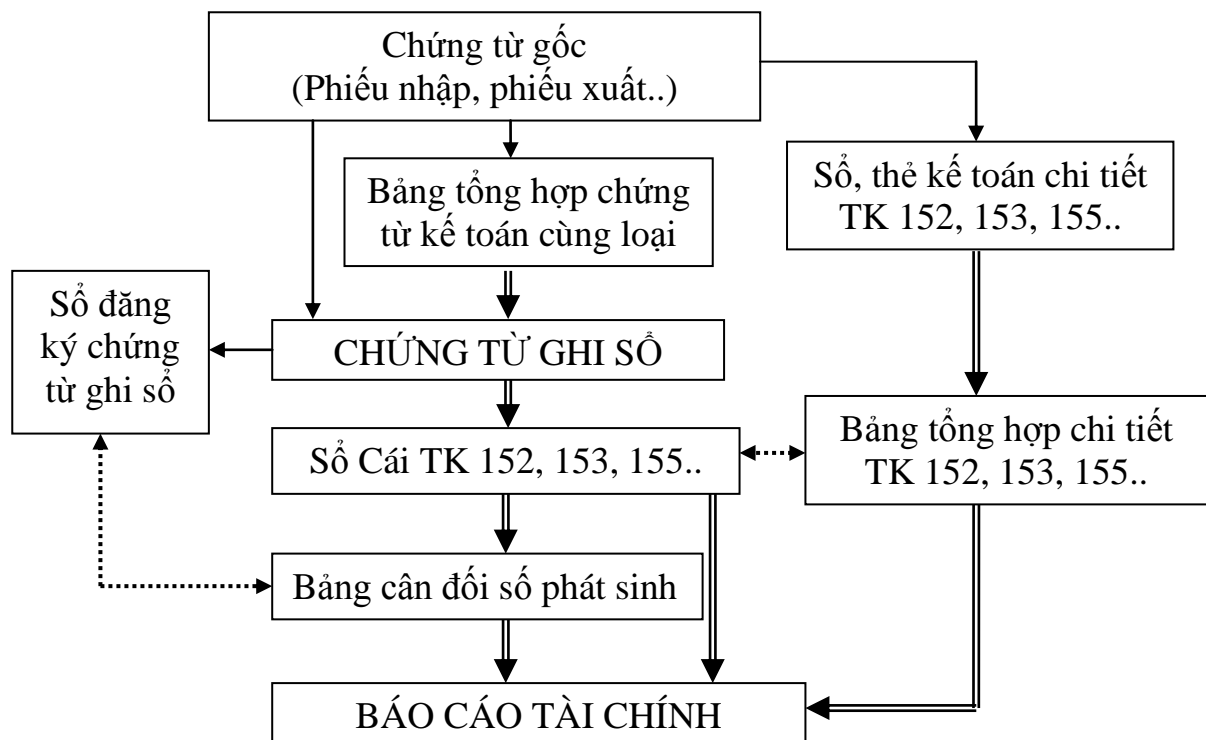 Chứng từ gốc
(Phiếu nhập, phiếu xuất..)
Bảng tổng hợp chứng
từ kế toán cùng loại
Sổ, thẻ kế toán chi tiết
TK 152, 153, 155..
Sổ đăng
ký chứng
từ ghi sổ
CHỨNG TỪ GHI SỔ
Sổ Cái TK 152, 153, 155..
Bảng tổng hợp chi tiết
TK 152, 153, 155..
Bảng cân đối số phát sinh
BÁO CÁO TÀI CHÍNH